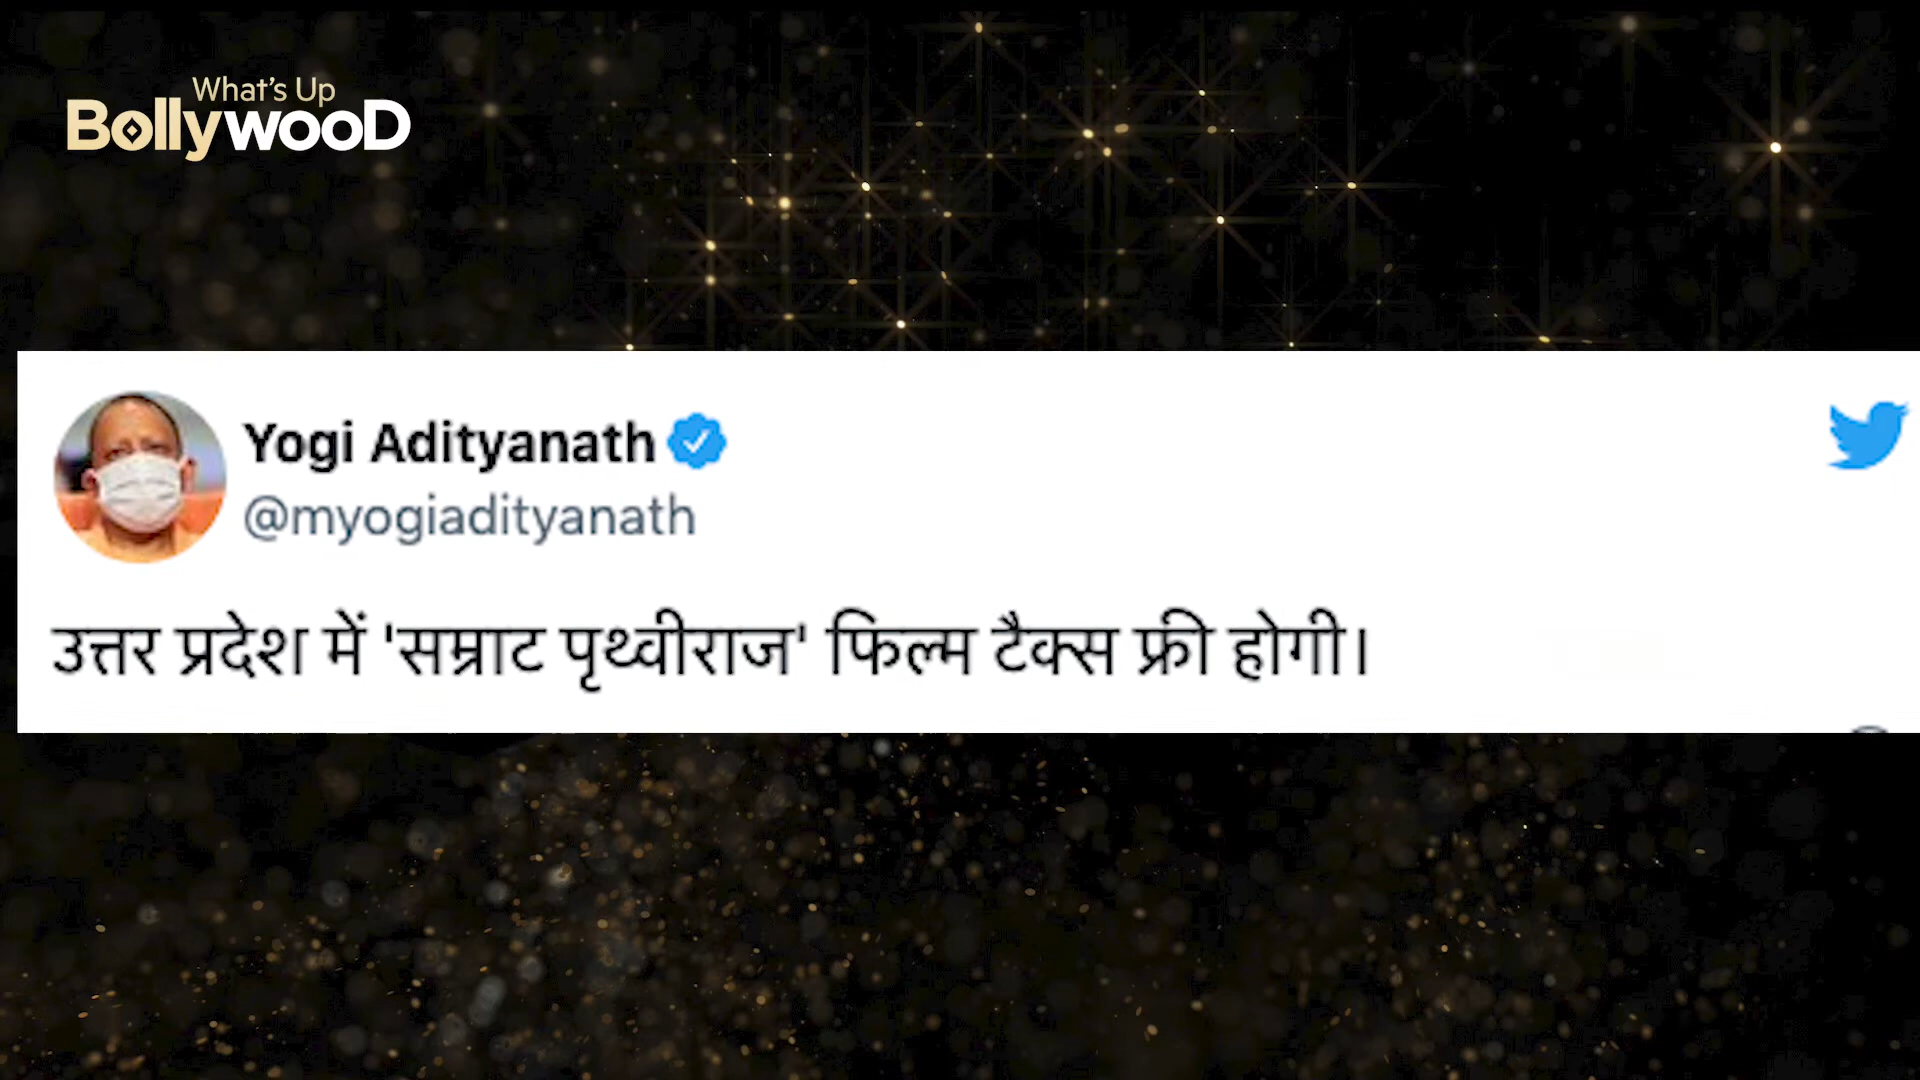 What's Up
BollywooD
Yogi Adityanath
@myogiadityanath
उत्तर प्रदेश में 'सम्राट पृथ्वीराज' फिल्म टैक्स फ्री होगी।